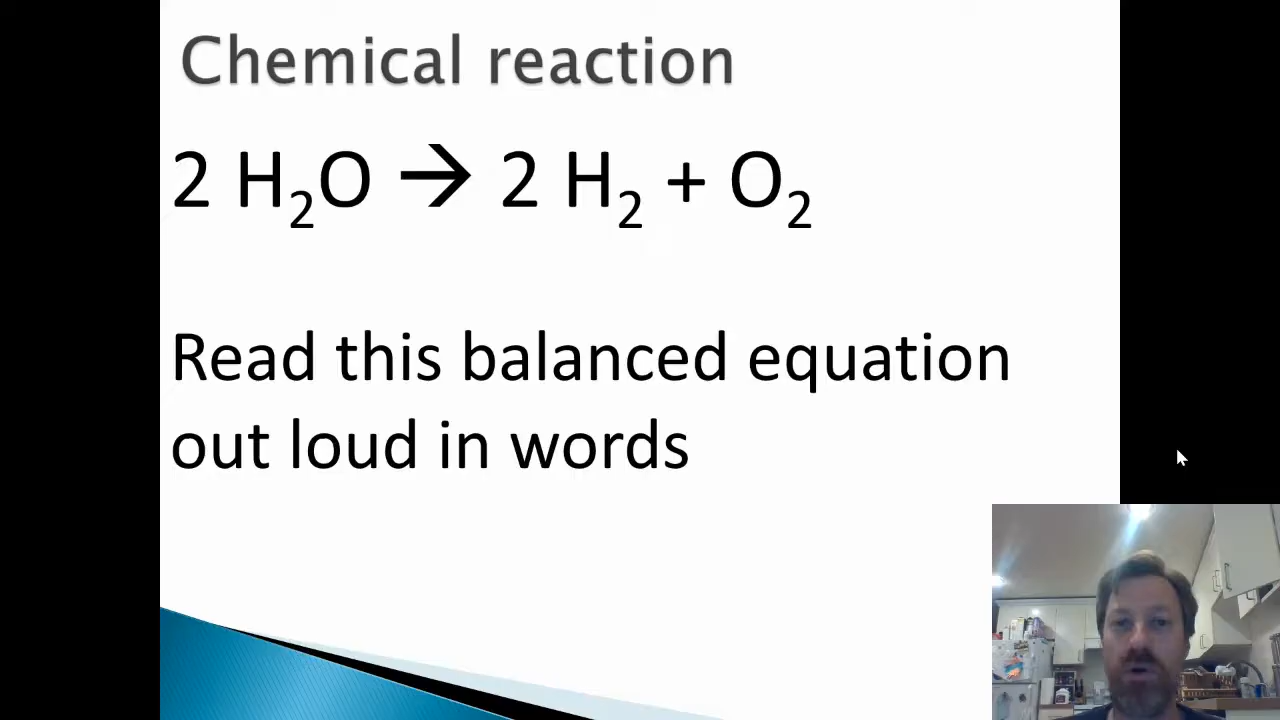 Chemical reaction
2 H₂O → 2 H₂ + O₂
Read this balanced equation
out loud in words